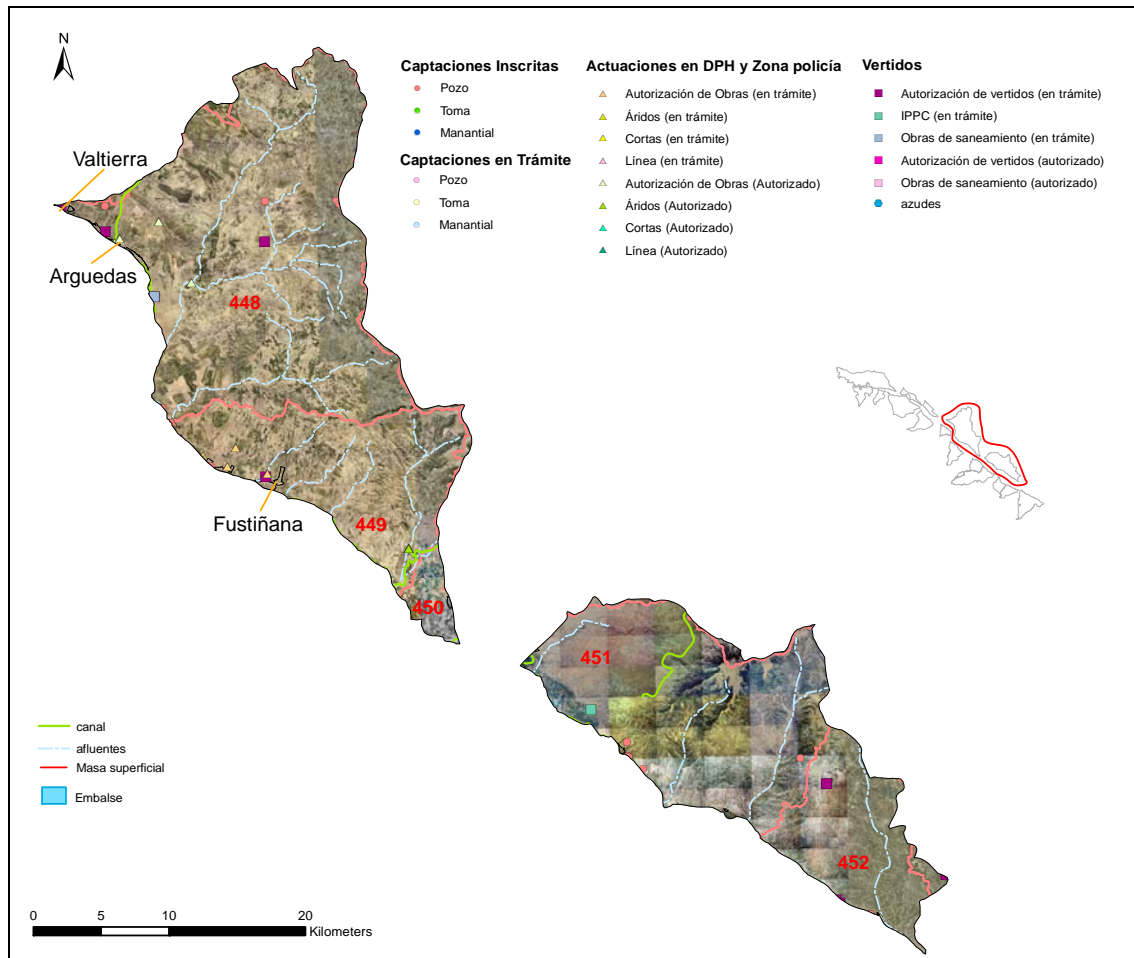 N
Captaciones Inscritas
Pozo
Toma
Manantial
Captaciones en Trámite
Pozo
Toma
Manantial
Actuaciones en DPH y Zona policía
Autorización de Obras (en trámite)
Áridos (en trámite)
Cortas (en trámite)
Línea (en trámite)
Autorización de Obras (Autorizado)
Áridos (Autorizado)
Cortas (Autorizado)
Línea (Autorizado)
Vertidos
Autorización de vertidos (en trámite)
IPPC (en trámite)
Obras de saneamiento (en trámite)
Autorización de vertidos (autorizado)
Obras de saneamiento (autorizado)
azudes
Valtierra
Arguedas
448
Fustiñana
449
450
451
452
canal
afluentes
Masa superficial
Embalse
0 5 10 20
Kilometers